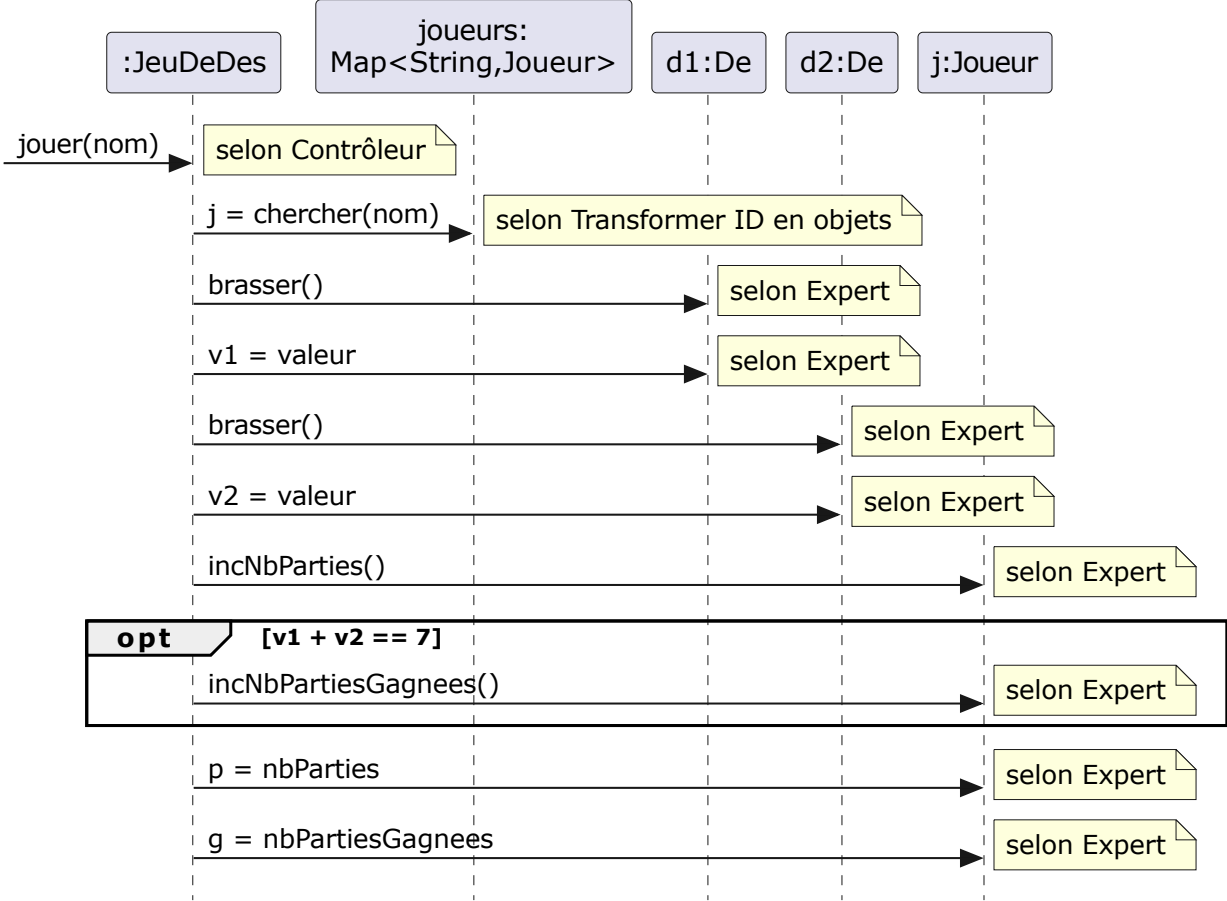 :JeuDeDes
joueurs:
Map<String,Joueur>
d1:De
d2:De
j:Joueur
jouer(nom)
selon Contrôleur
j = chercher(nom)
selon Transformer ID en objets
brasser()
selon Expert
v1 = valeur
selon Expert
brasser()
selon Expert
v2 = valeur
selon Expert
incNbParties()
selon Expert
opt
[v1 + v2 == 7]
incNbPartiesGagnees()
selon Expert
p = nbParties
selon Expert
g = nbPartiesGagnees
selon Expert